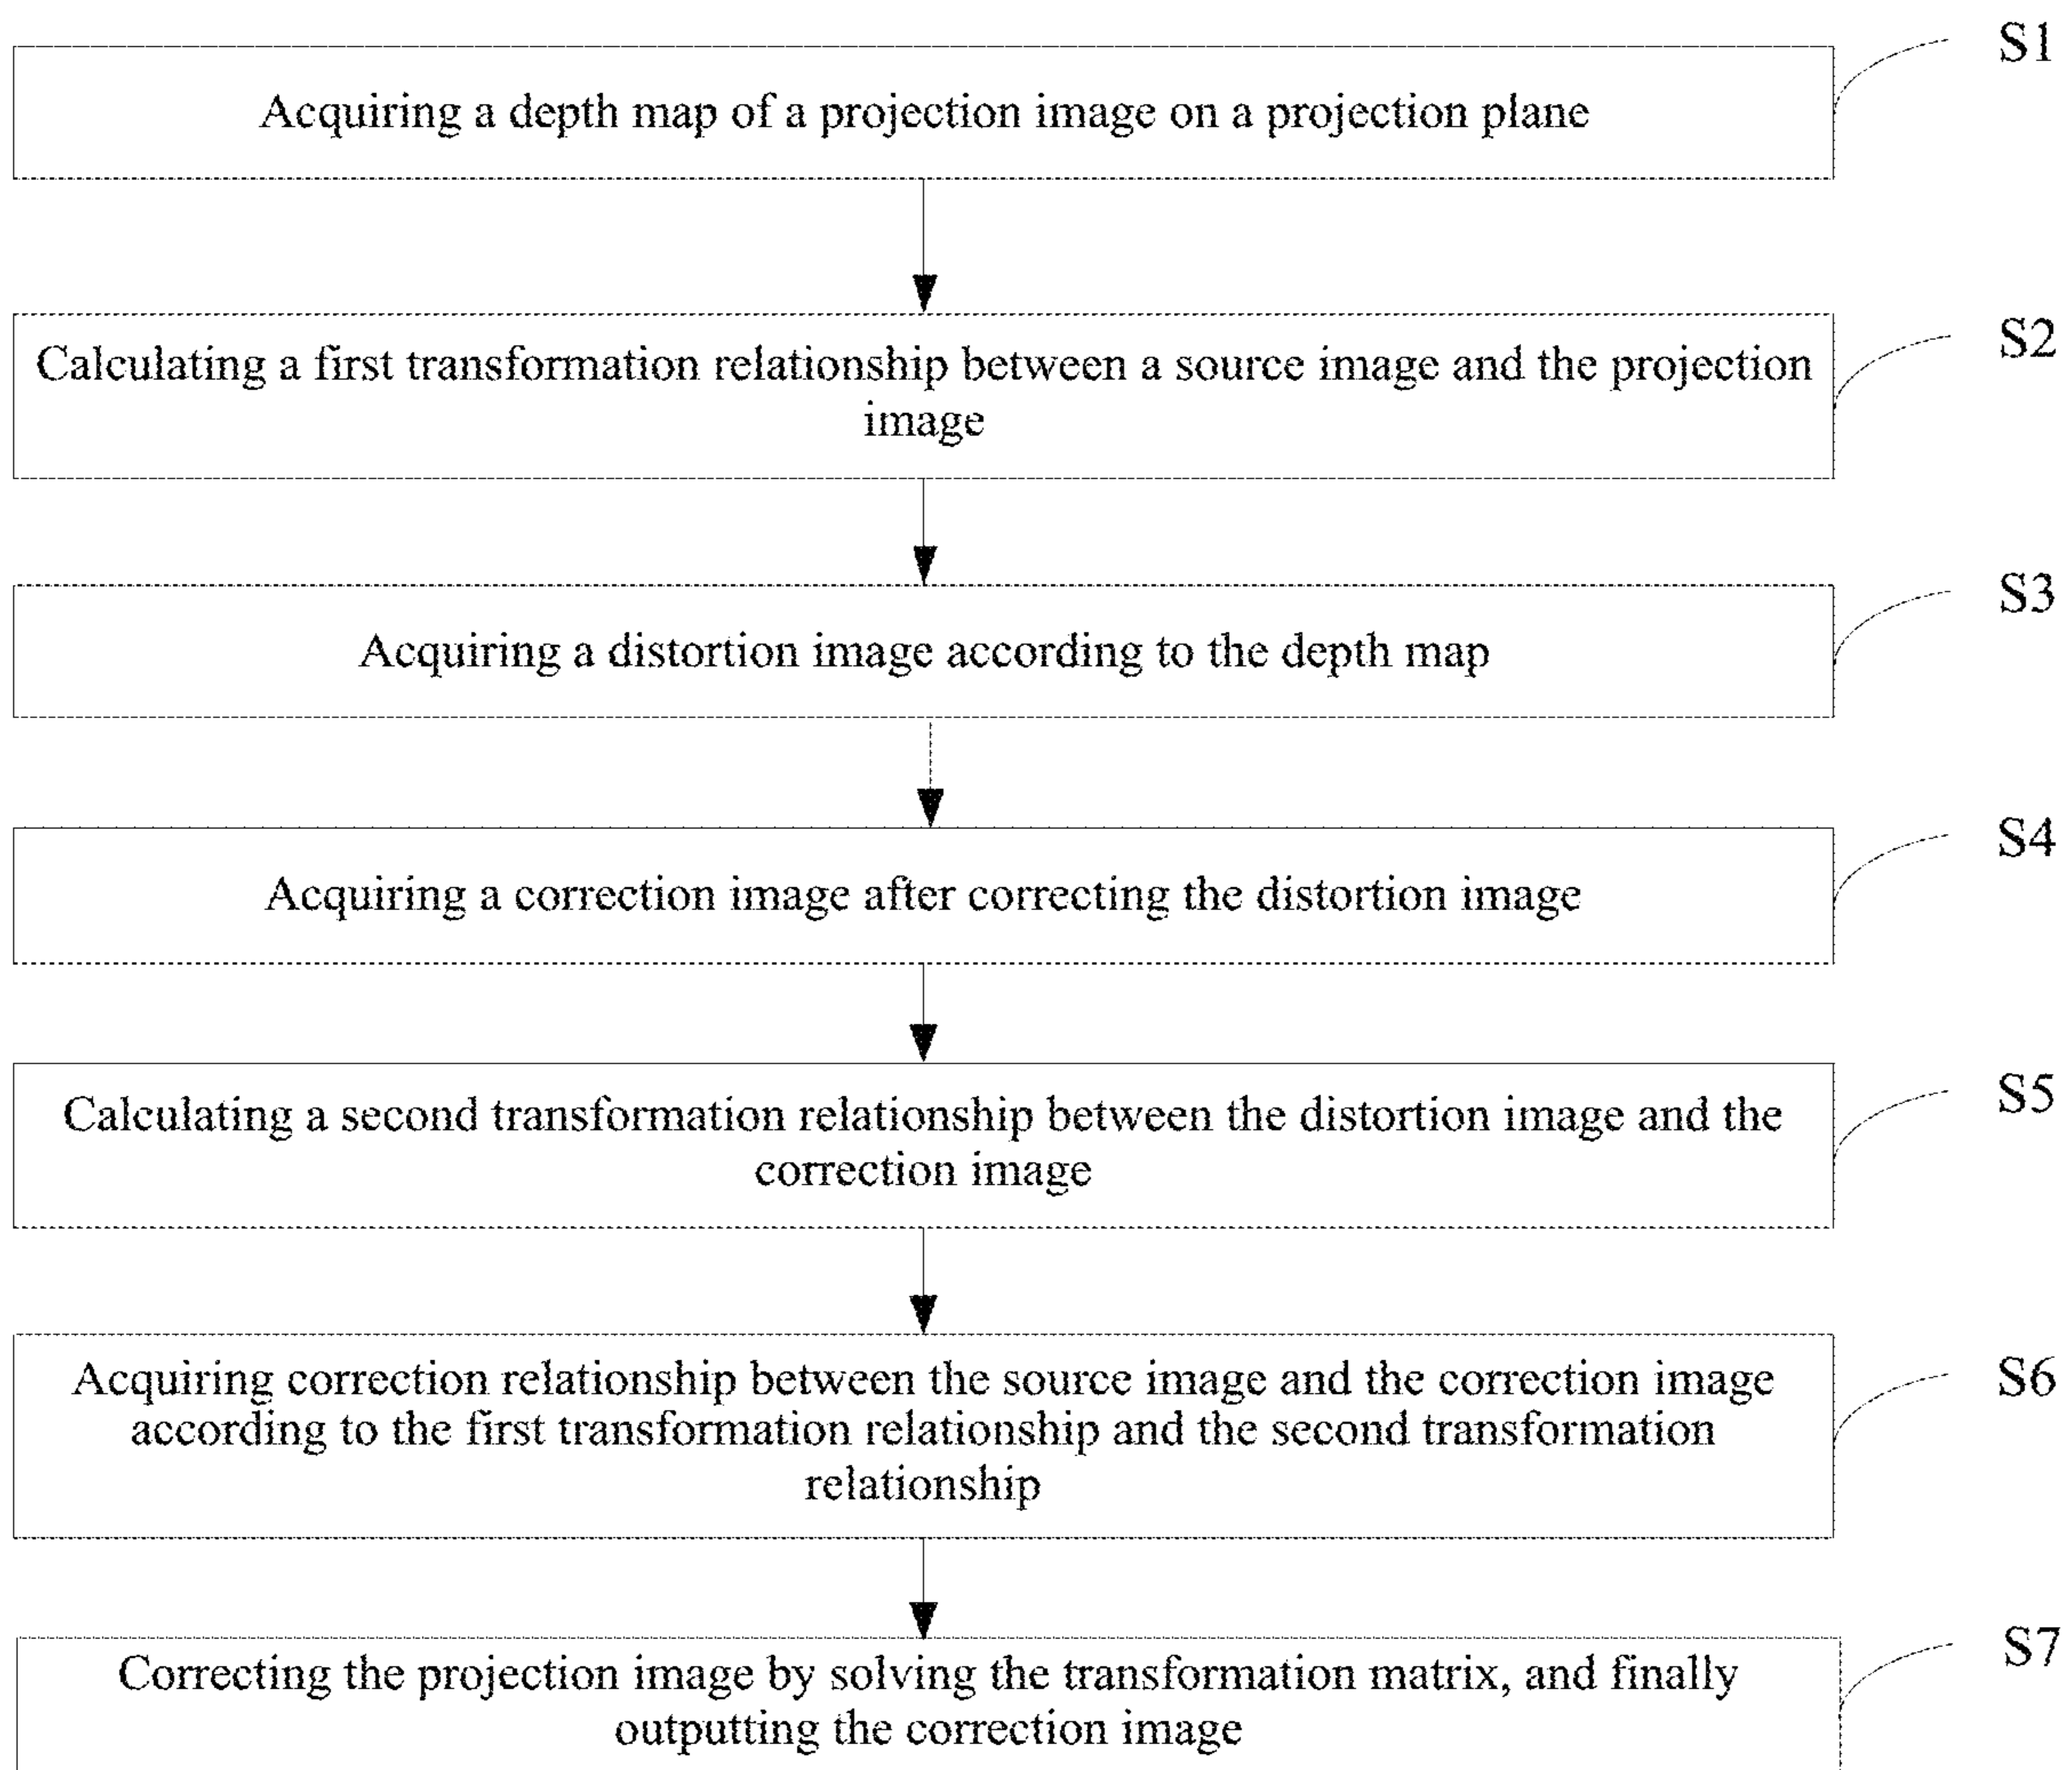 S1
Acquiring a depth map of a projection image on a projection plane
S2
Calculating a first transformation relationship between a source image and the projection
image
S3
Acquiring a distortion image according to the depth map
S4
Acquiring a correction image after correcting the distortion image
S5
Calculating a second transformation relationship between the distortion image and the
correction image
S6
Acquiring correction relationship between the source image and the correction image
according to the first transformation relationship and the second transformation
relationship
S7
Correcting the projection image by solving the transformation matrix, and finally
outputting the correction image